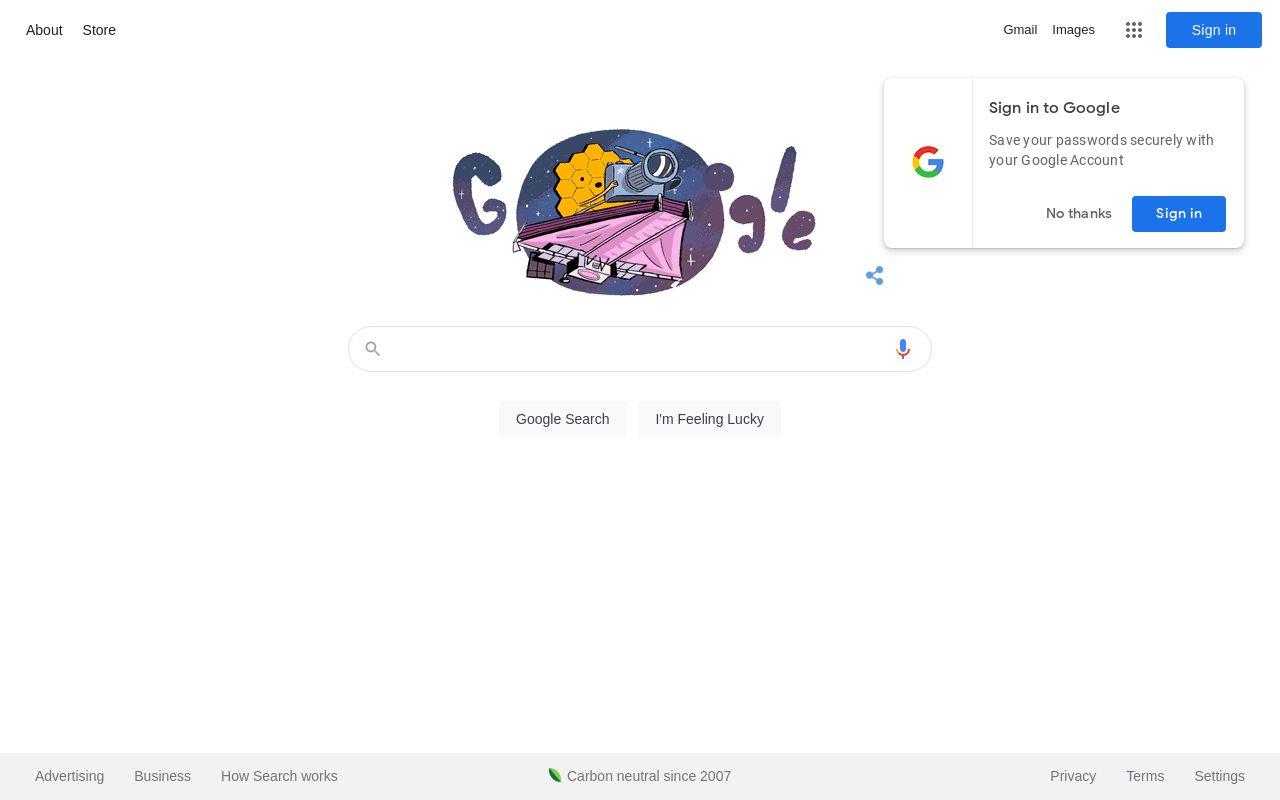 About
Store
Gmail
Images
Sign in
Sign in to Google
Save your passwords securely with
your Google Account
No thanks
Sign in
Google
Google Search
I'm Feeling Lucky
Advertising
Business
How Search works
Carbon neutral since 2007
Privacy
Terms
Settings